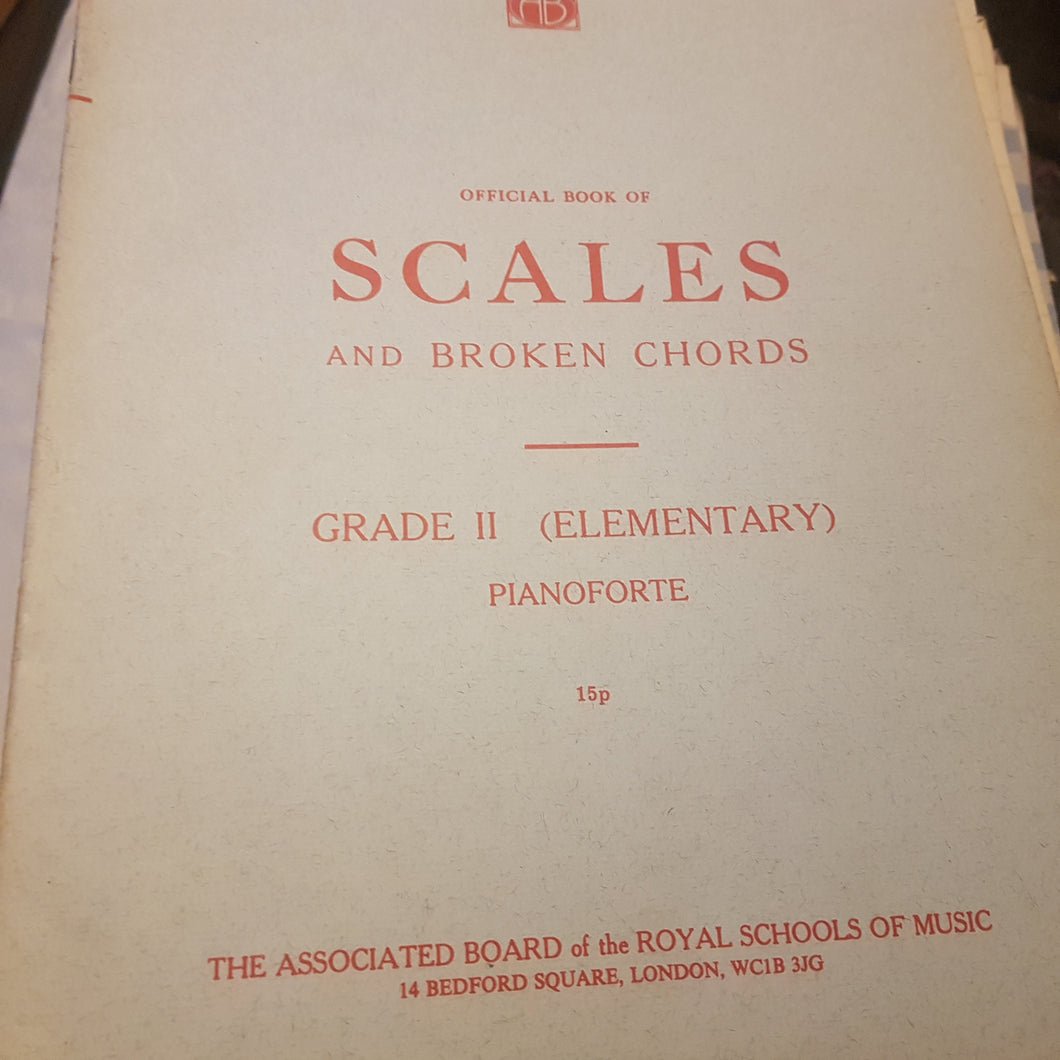 AB
OFFICIAL BOOK OF
SCALES
AND BROKEN CHORDS
GRADE II (ELEMENTARY)
PIANOFORTE
15p
THE ASSOCIATED BOARD of the ROYAL SCHOOLS OF MUSIC
14 BEDFORD SQUARE, LONDON, WC1B 3JG